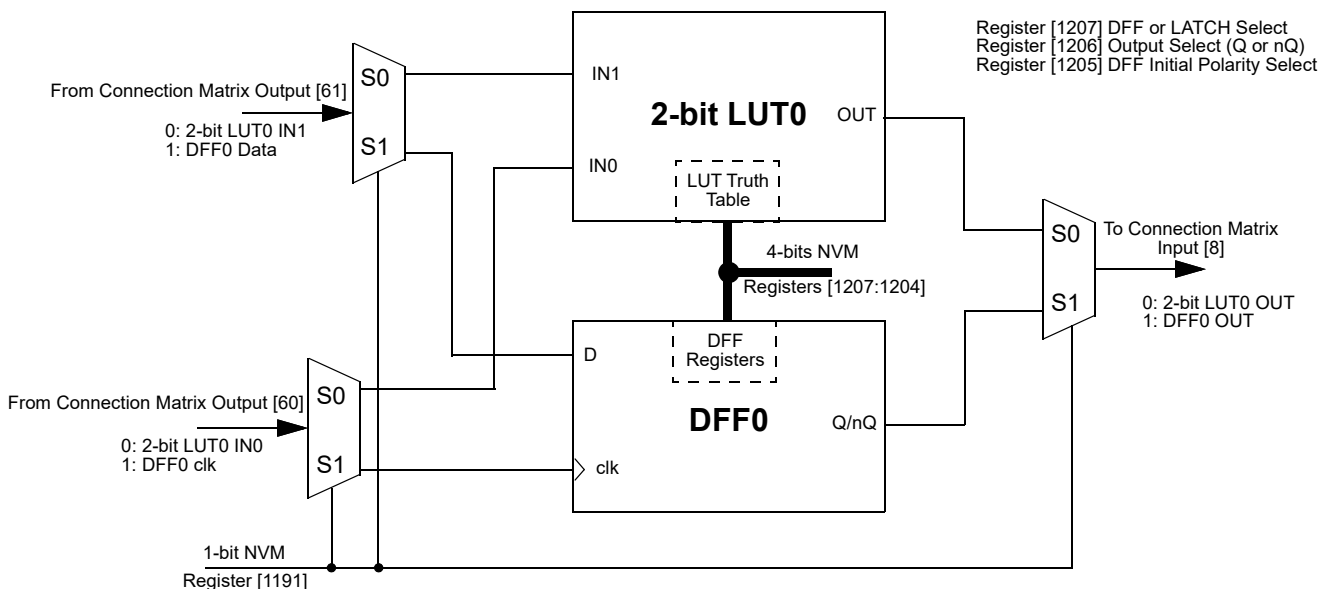 Register [1207] DFF or LATCH Select
Register [1206] Output Select (Q or nQ)
Register [1205] DFF Initial Polarity Select
From Connection Matrix Output [61]
0: 2-bit LUT0 IN1
1: DFF0 Data
S0
S1
IN1
IN0
2-bit LUT0
OUT
LUT Truth
Table
4-bits NVM
Registers [1207:1204]
S0
S1
To Connection Matrix
Input [8]
0: 2-bit LUT0 OUT
1: DFF0 OUT
From Connection Matrix Output [60]
0: 2-bit LUT0 IN0
1: DFF0 clk
S0
S1
D
clk
DFF
Registers
DFF0
Q/nQ
1-bit NVM
Register [1191]